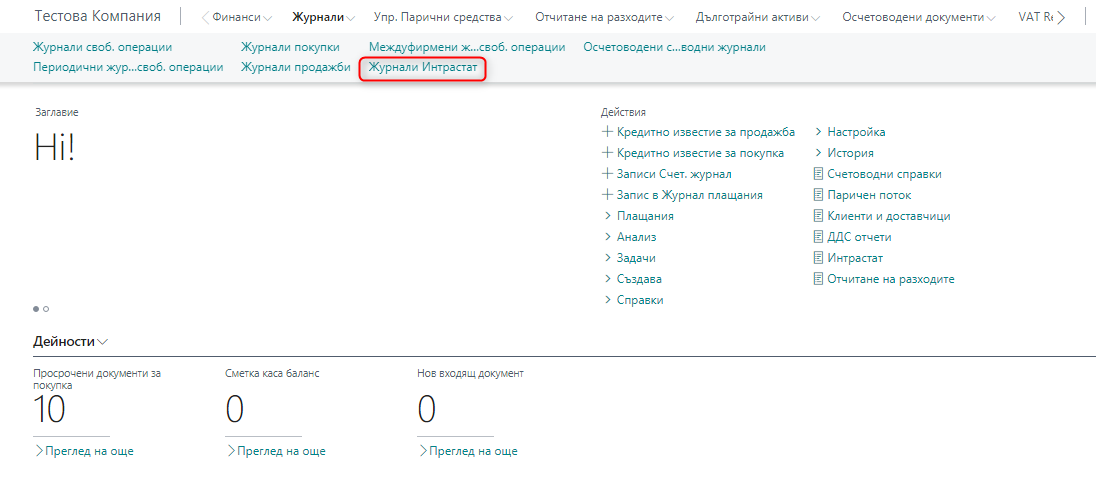 Тестова Компания Финанси Журнали Упр. Парични средства Отчитане на разходите Дълготрайни активи Осчетоводени документи VAT Re
Журнали своб. операции Журнали покупки Междуфирмени ж...своб. операции Осчетоводени с...водни журнали
Периодични жур...своб. операции Журнали продажби Журнали Интрастат
Заглавие
Hi!
Действия
Кредитно известие за продажба
Кредитно известие за покупка
Записи Счет. журнал
Запис в Журнал плащания
Плащания
Анализ
Задачи
Създава
Справки
Настройка
История
Счетоводни справки
Паричен поток
Клиенти и доставчици
ДДС отчети
Интрастат
Отчитане на разходите
Дейности
Просрочени документи за
покупка
10
Преглед на още
Сметка каса баланс
0
Преглед на още
Нов входящ документ
0
Преглед на още